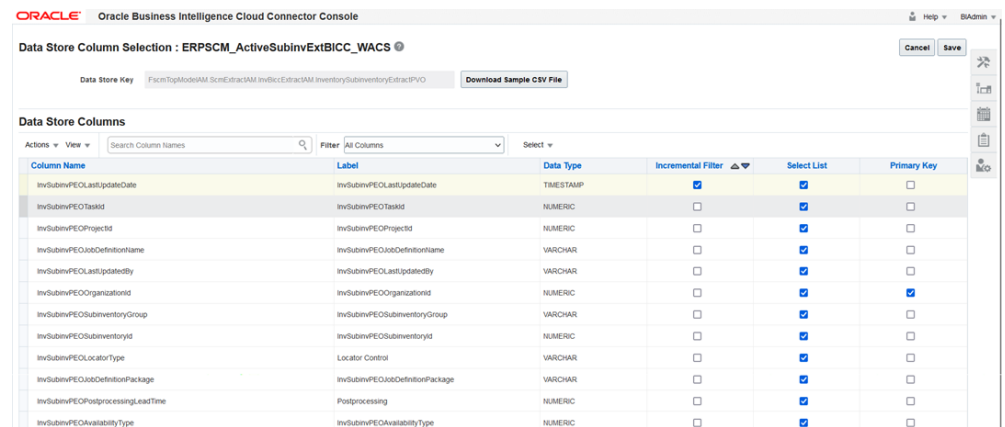 ORACLE Oracle Business Intelligence Cloud Connector Console Help BIAdmin
Data Store Column Selection : ERPSCM_ActiveSubinvExtBICC_WACS Cancel Save
Data Store Key FscmTopModelAM.ScmExtractAM.InvBiccExtractAM.InventorySubinventoryExtractPVO Download Sample CSV File
Data Store Columns
Actions View Search Column Names Filter All Columns Select
Column Name Label Data Type Incremental Filter Select List Primary Key
InvSubinvPEOLastUpdateDate InvSubinvPEOLastUpdateDate TIMESTAMP
InvSubinvPEOTaskId InvSubinvPEOTaskId NUMERIC
InvSubinvPEOProjectId InvSubinvPEOProjectId NUMERIC
InvSubinvPEOJobDefinitionName InvSubinvPEOJobDefinitionName VARCHAR
InvSubinvPEOLastUpdatedBy InvSubinvPEOLastUpdatedBy VARCHAR
InvSubinvPEOOrganizationId InvSubinvPEOOrganizationId NUMERIC
InvSubinvPEOSubinventoryGroup InvSubinvPEOSubinventoryGroup VARCHAR
InvSubinvPEOSubinventoryId InvSubinvPEOSubinventoryId NUMERIC
InvSubinvPEOLocatorType Locator Control VARCHAR
InvSubinvPEOJobDefinitionPackage InvSubinvPEOJobDefinitionPackage VARCHAR
InvSubinvPEOPostprocessingLeadTime Postprocessing NUMERIC
InvSubinvPEOAvailabilityType InvSubinvPEOAvailabilityType NUMERIC